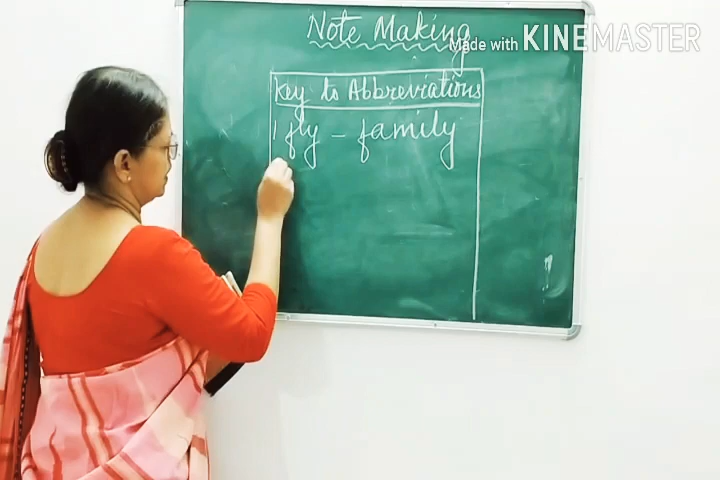 Note Making
Made with KINEMASTER
Key to Abbreviations
1 fly - family